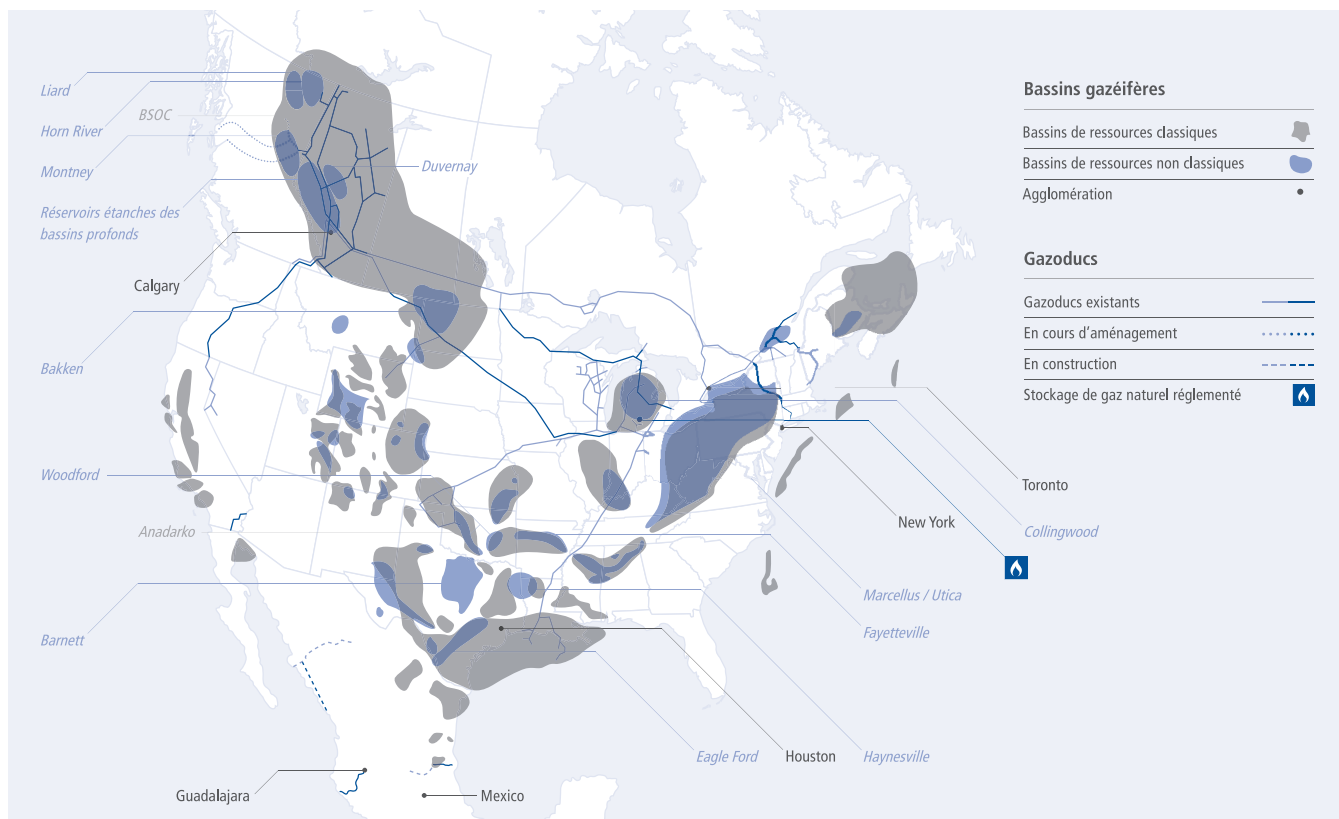 Liard
BSOC
Horn River
Montney
Duvernay
Réservoirs étanches des
bassins profonds
Calgary
Bakken
Woodford
Anadarko
Barnett
Guadalajara
Mexico
Eagle Ford
Houston
Haynesville
Fayetteville
Marcellus / Utica
New York
Collingwood
Toronto
Bassins gazéifères
Bassins de ressources classiques
Bassins de ressources non classiques
Agglomération
Gazoducs
Gazoducs existants
En cours d’aménagement
En construction
Stockage de gaz naturel réglementé